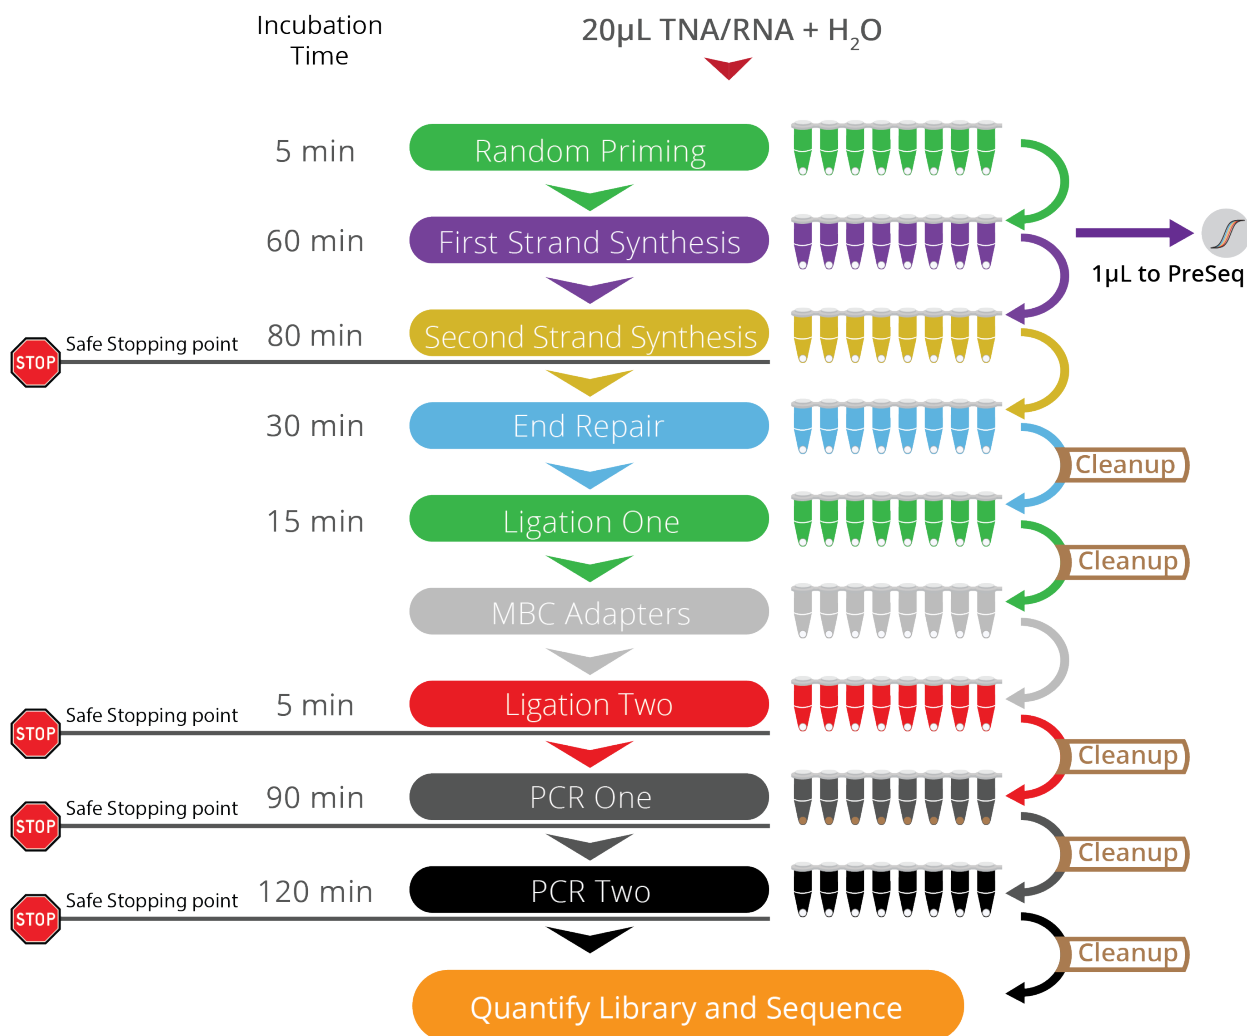 Incubation
Time
20µL TNA/RNA + H₂O
5 min
Random Priming
60 min
First Strand Synthesis
1µL to PreSeq
STOP
Safe Stopping point
80 min
Second Strand Synthesis
30 min
End Repair
Cleanup
15 min
Ligation One
Cleanup
MBC Adapters
STOP
Safe Stopping point
5 min
Ligation Two
Cleanup
STOP
Safe Stopping point
90 min
PCR One
Cleanup
STOP
Safe Stopping point
120 min
PCR Two
Cleanup
Quantify Library and Sequence